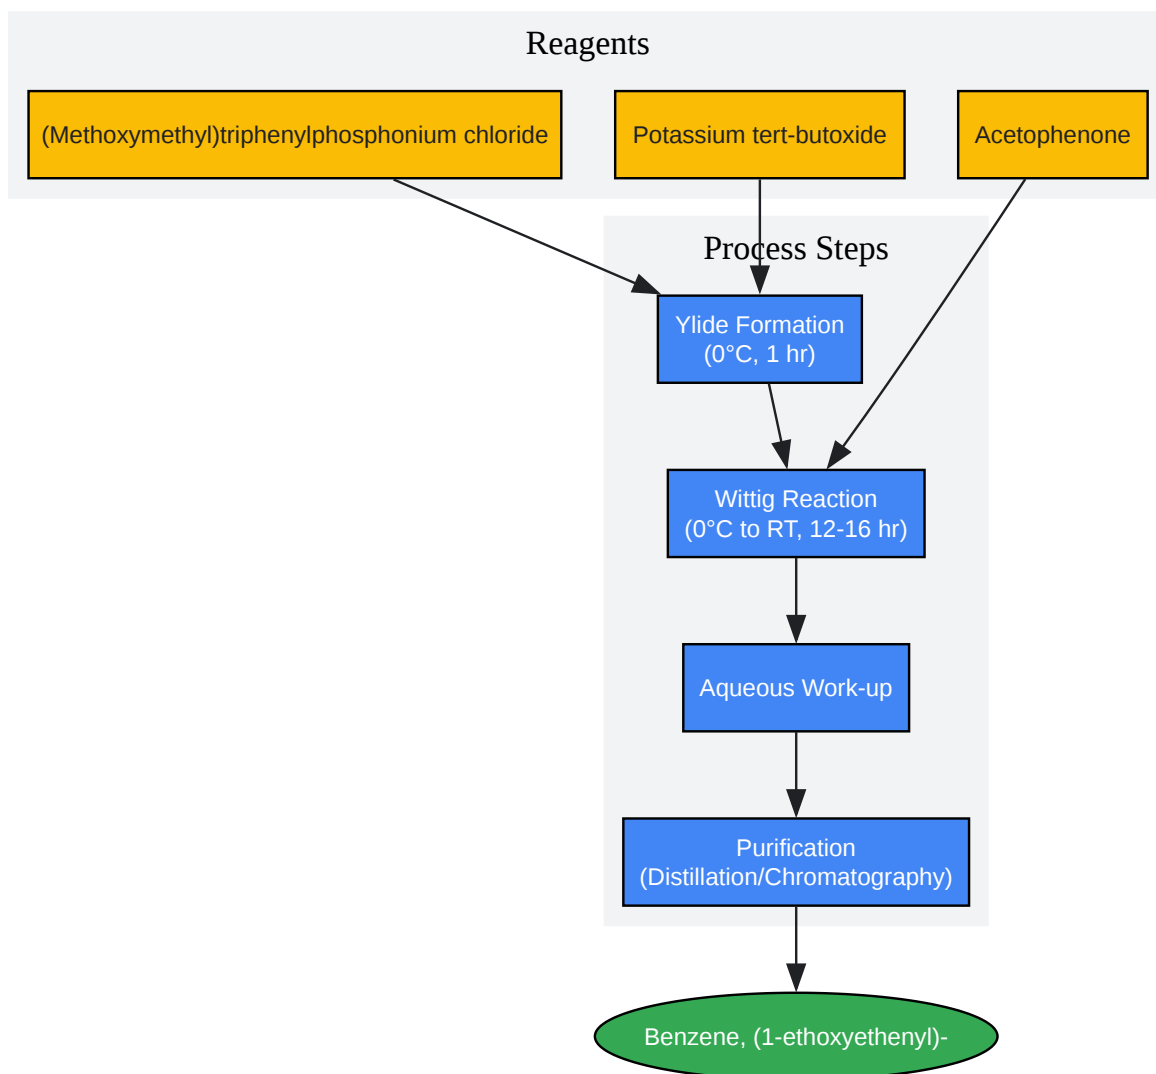 Reagents
(Methoxymethyl)triphenylphosphonium chloride
Potassium tert-butoxide
Acetophenone
Process Steps
Ylide Formation
(0°C, 1 hr)
Wittig Reaction
(0°C to RT, 12-16 hr)
Aqueous Work-up
Purification
(Distillation/Chromatography)
Benzene, (1-ethoxyethenyl)-